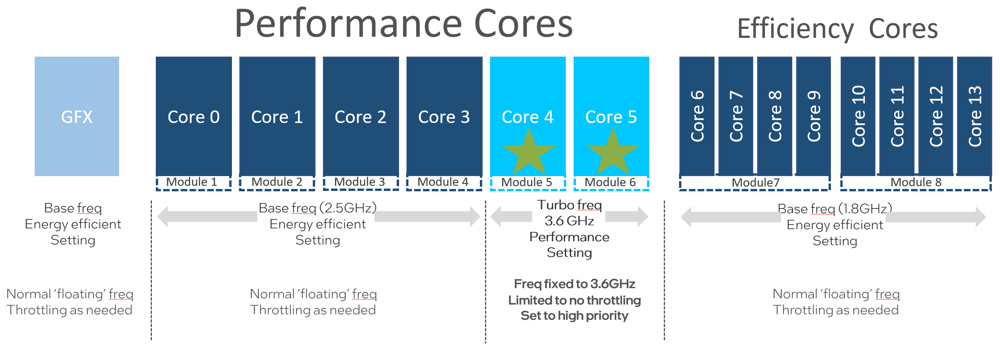 Performance Cores
Efficiency Cores
GFX
Core 0
Core 1
Core 2
Core 3
Core 4
Core 5
Core 6
Core 7
Core 8
Core 9
Core 10
Core 11
Core 12
Core 13
Module 1
Module 2
Module 3
Module 4
Module 5
Module 6
Module7
Module 8
Base freq
Energy efficient
Setting
Base freq (2.5GHz)
Energy efficient
Setting
Turbo freq
3.6 GHz
Performance
Setting
Base freq (1.8GHz)
Energy efficient
Setting
Normal ‘floating’ freq
Throttling as needed
Normal ‘floating’ freq
Throttling as needed
Freq fixed to 3.6GHz
Limited to no throttling
Set to high priority
Normal ‘floating’ freq
Throttling as needed